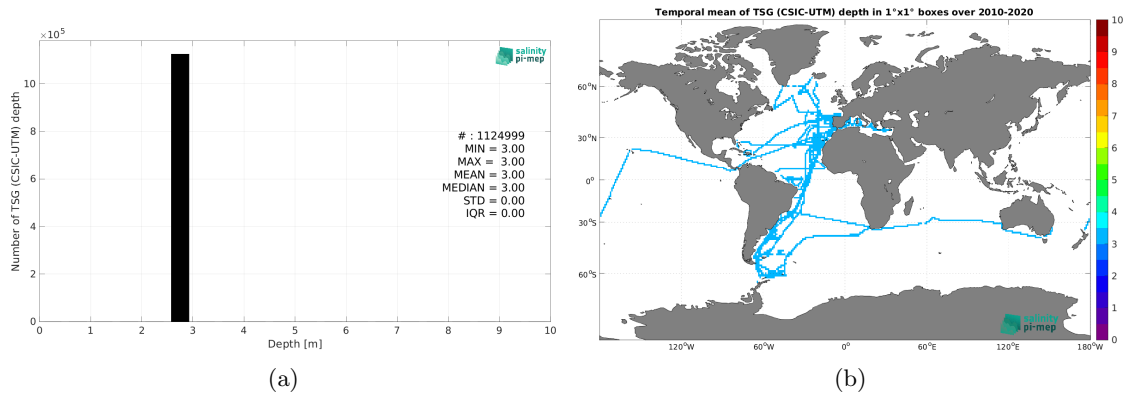 ×10⁵
Number of TSG (CSIC-UTM) depth
10
8
6
4
2
0
salinity
pi-mep
# : 1124999
MIN = 3.00
MAX = 3.00
MEAN = 3.00
MEDIAN = 3.00
STD = 0.00
IQR = 0.00
0 1 2 3 4 5 6 7 8 9 10
Depth [m]
(a)
Temporal mean of TSG (CSIC-UTM) depth in 1°x1° boxes over 2010-2020
60°N
30°N
0°
30°S
60°S
120°W 60°W 0° 60°E 120°E 180°W
salinity
pi-mep
10
9
8
7
6
5
4
3
2
1
0
(b)